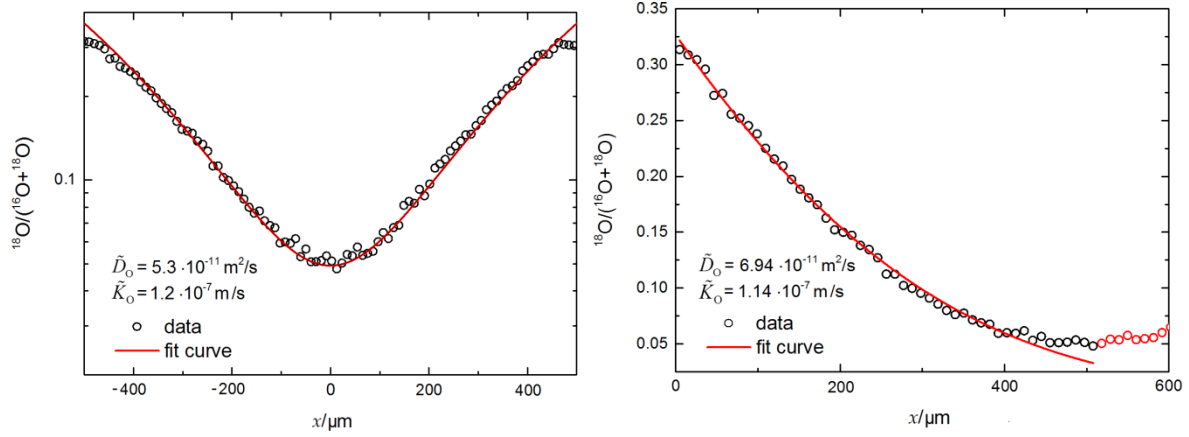 ¹⁸O/(¹⁶O+¹⁸O)
0.1
D̃ₒ = 5.3 ·10⁻¹¹ m²/s
K̃ₒ = 1.2 ·10⁻⁷ m/s
data
fit curve
-400 -200 0 200 400
x/µm
¹⁸O/(¹⁶O+¹⁸O)
0.35
0.30
0.25
0.20
0.15
0.10
0.05
D̃ₒ = 6.94 ·10⁻¹¹ m²/s
K̃ₒ = 1.14 ·10⁻⁷ m/s
data
fit curve
0 200 400 600
x/µm